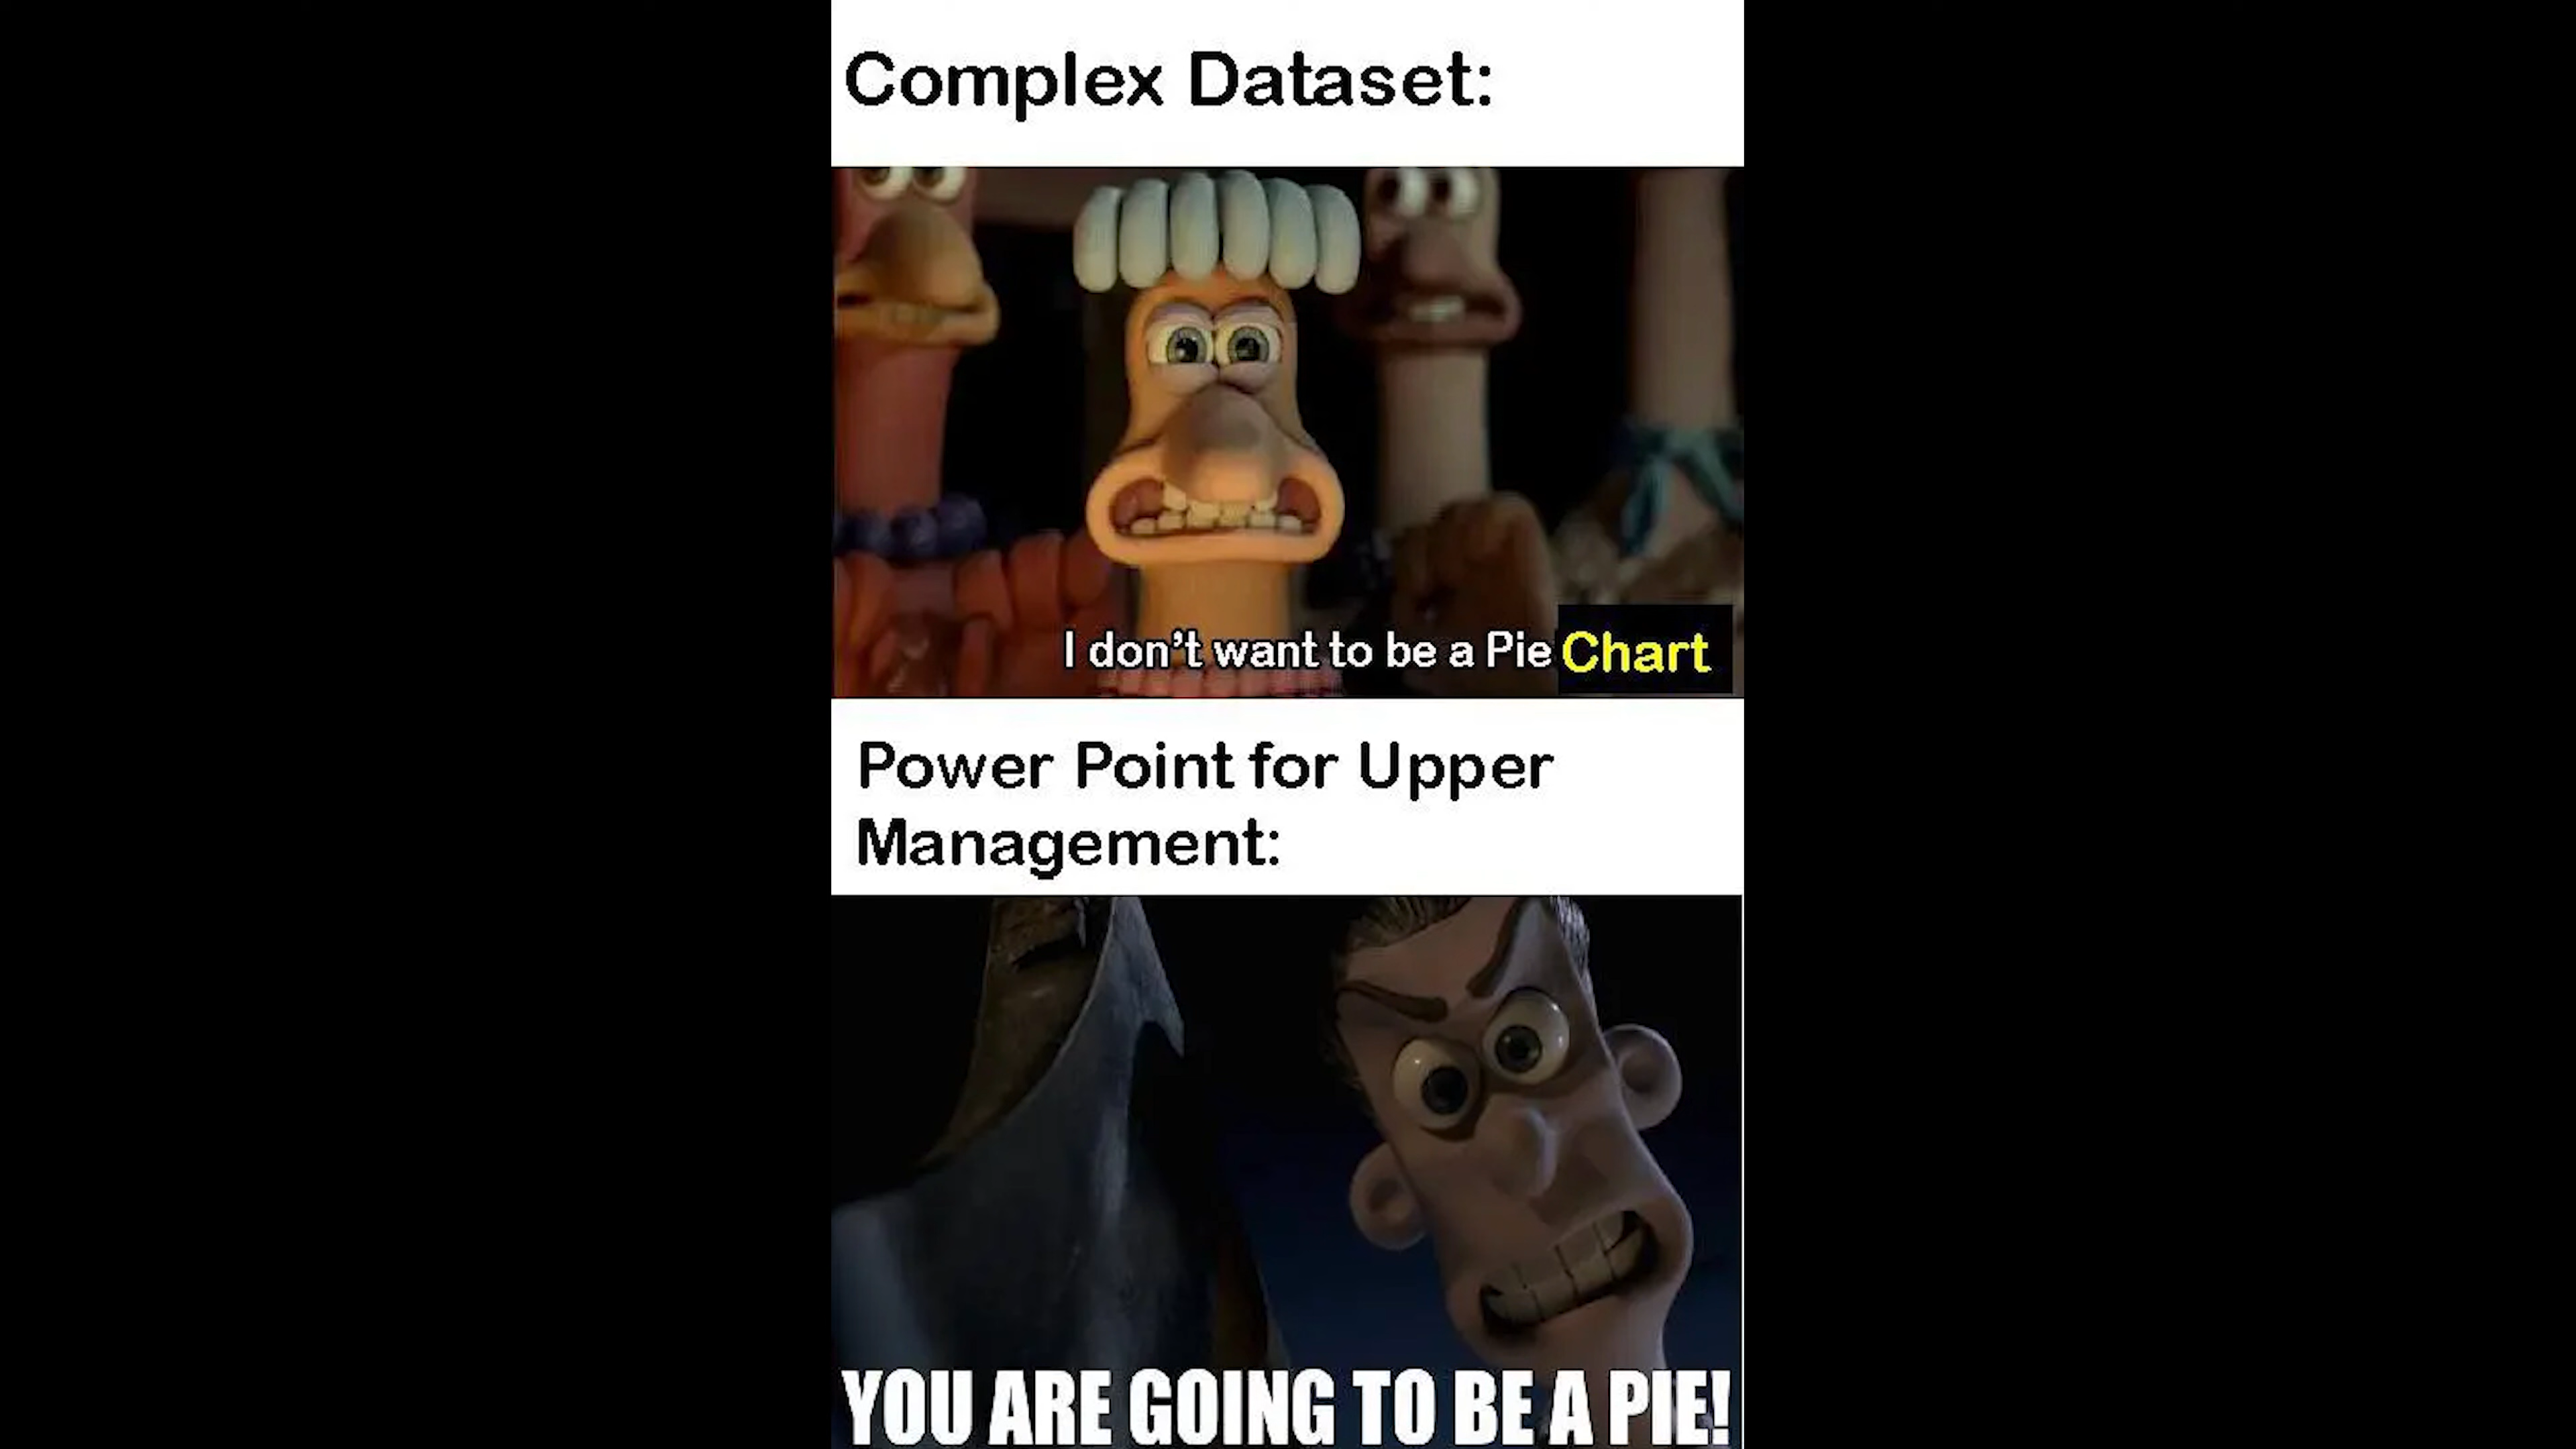 Complex Dataset:
I don't want to be a Pie Chart
Power Point for Upper
Management:
YOU ARE GOING TO BE A PIE!